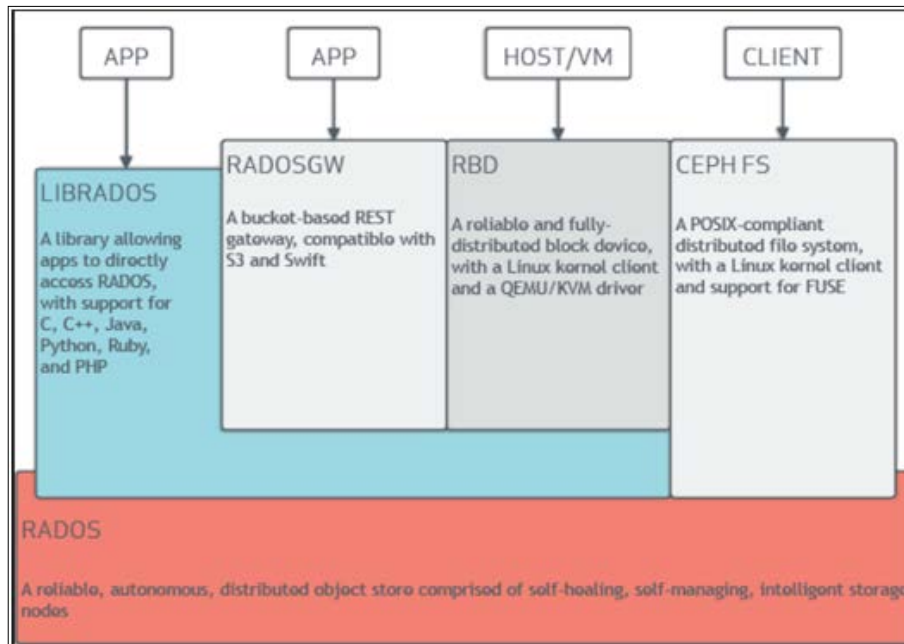 APP
APP
HOST/VM
CLIENT
LIBRADOS
A library allowing
apps to directly
access RADOS,
with support for
C, C++, Java,
Python, Ruby,
and PHP
RADOSGW
A bucket-based REST
gateway, compatible with
S3 and Swift
RBD
A reliable and fully-
distributed block device,
with a Linux kernel client
and a QEMU/KVM driver
CEPH FS
A POSIX-compliant
distributed file system,
with a Linux kernel client
and support for FUSE
RADOS
A reliable, autonomous, distributed object store comprised of self-healing, self-managing, intelligent storage
nodes